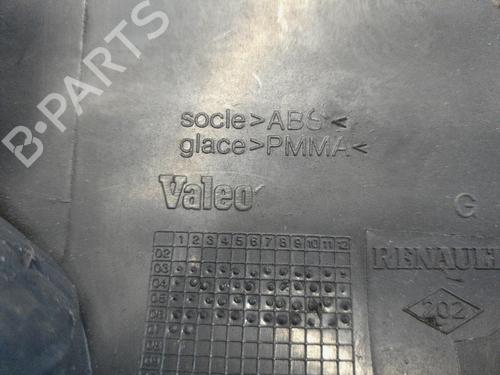 B-PARTS
socle>ABS<
glace>PMMA<
Valeo
G
1 2 3 4 5 6 7 8 9 10 11 12
02
03
04
05
06
RENAULT
202